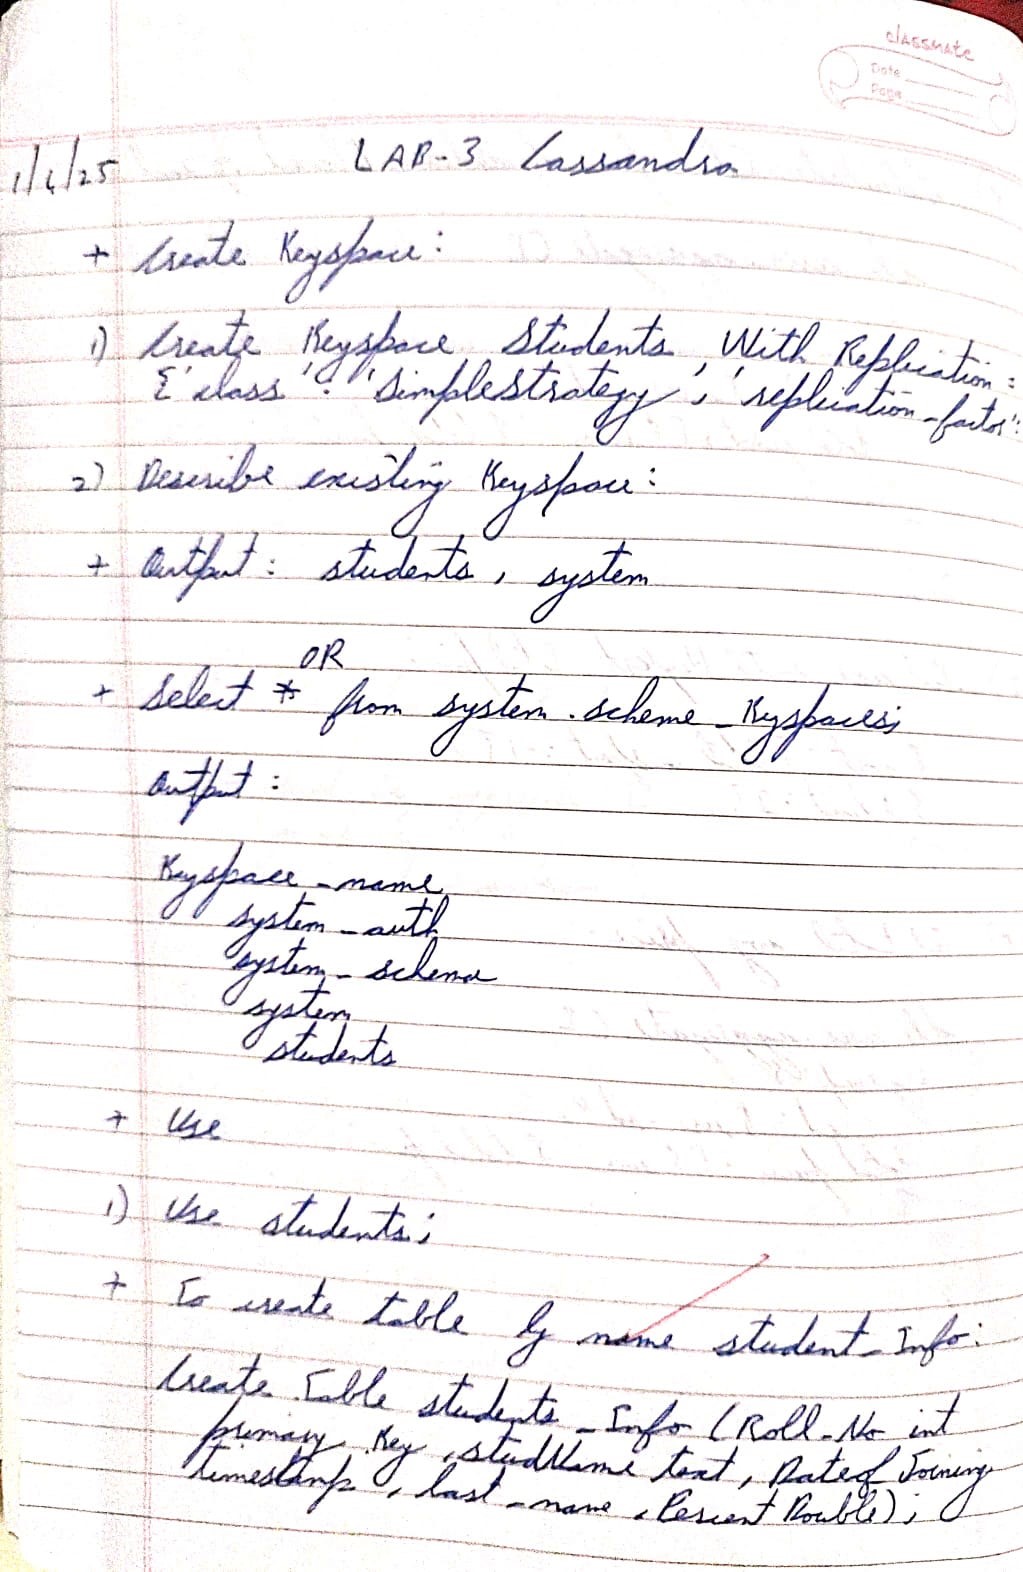 classmate
Date
Page
1/4/25
LAB-3 Cassandra
+ Create Keyspace:
1) Create Keyspace Students With Replication =
{'class' : 'simpleStrategy', 'replication_factor':
2) Describe existing Keyspace:
+ Output: students, system
OR
+ Select * from system.scheme_Keyspaces;
Output:
Keyspace_name
system_auth
system_schema
system
students
+ Use
1) Use students;
+ To create table by name student_Info:
Create Table students_Info (Roll_No int
primary Key, studName text, Date of Joining
timestamp, last_name, Percent Double);